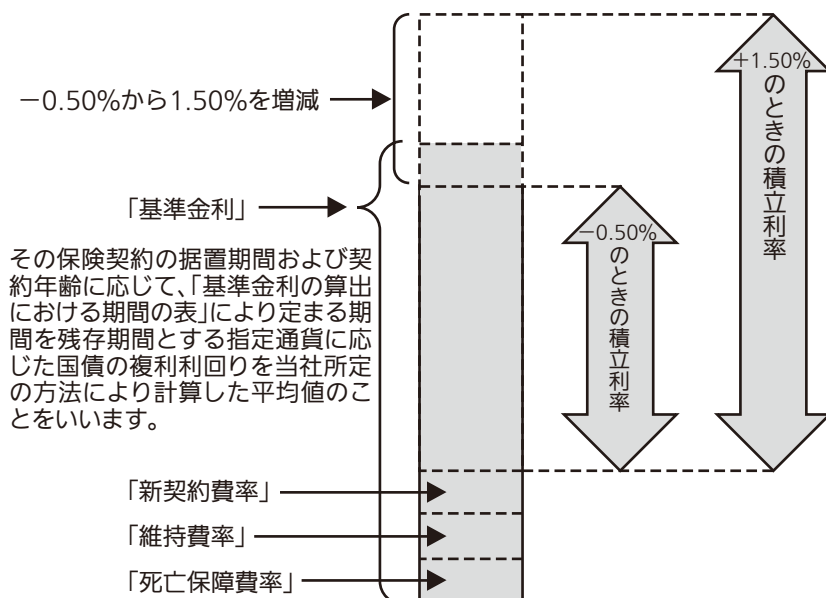 −0.50%から1.50%を増減
「基準金利」
その保険契約の据置期間および契
約年齢に応じて、「基準金利の算出
における期間の表」により定まる期
間を残存期間とする指定通貨に応
じた国債の複利利回りを当社所定
の方法により計算した平均値のこ
とをいいます。
「新契約費率」
「維持費率」
「死亡保障費率」
−0.50%
のときの積立利率
+1.50%
のときの積立利率